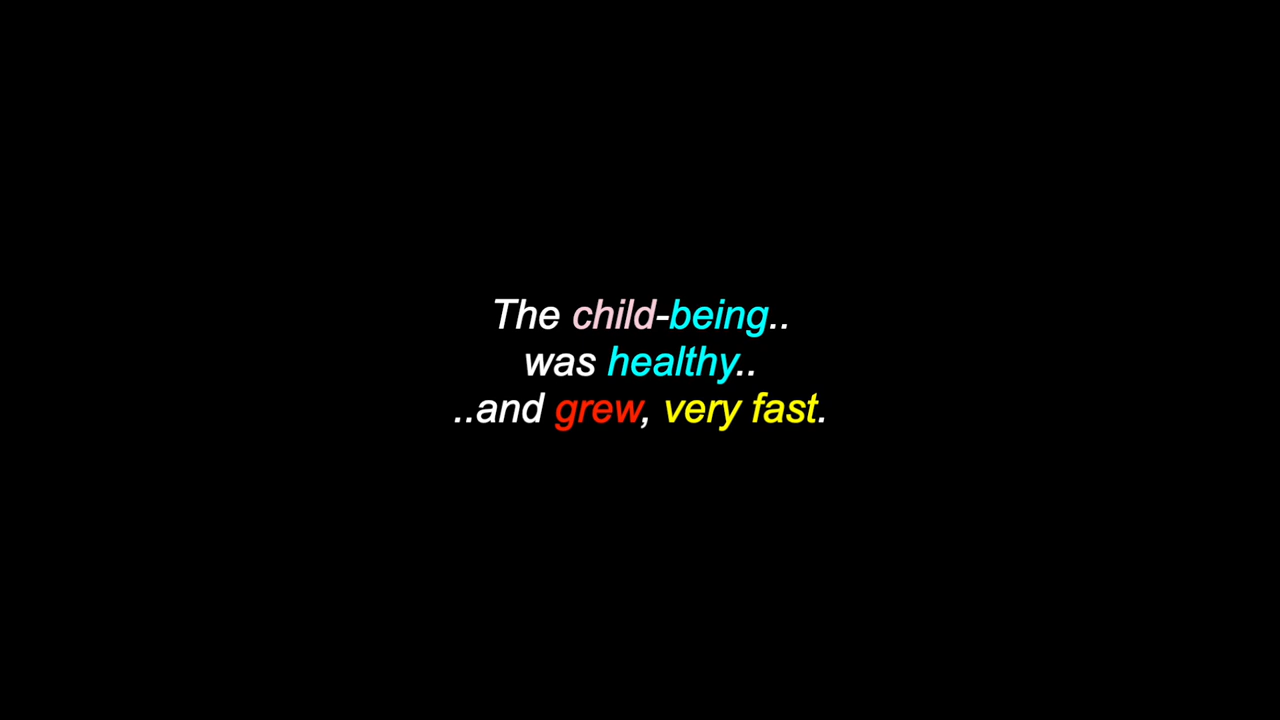 The child-being..
was healthy..
..and grew, very fast.